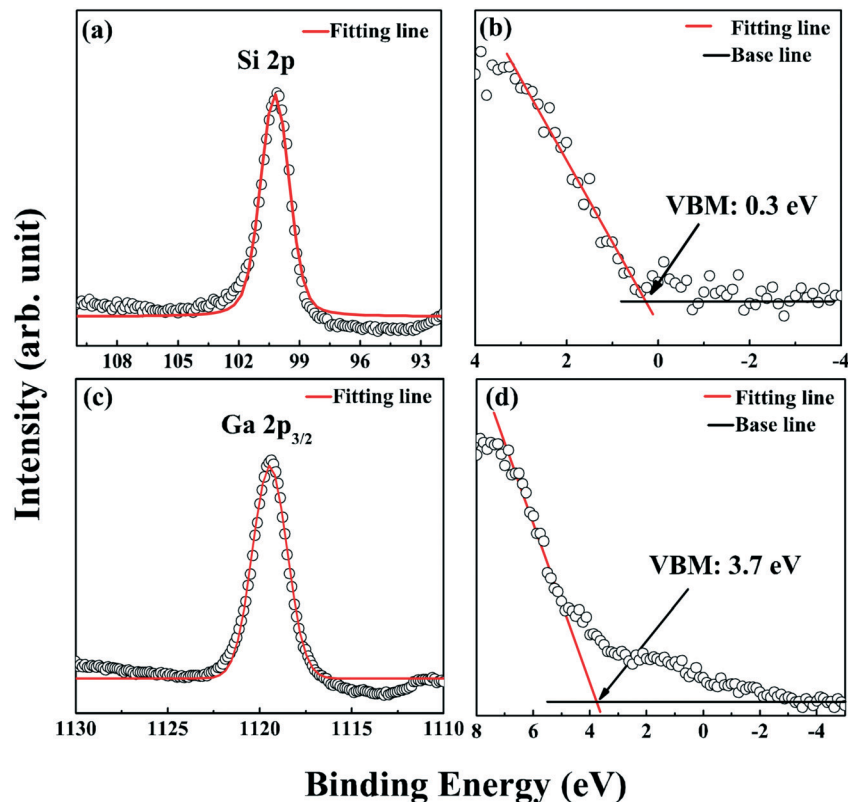 (a)
Fitting line
Si 2p
108 105 102 99 96 93
(b)
Fitting line
Base line
VBM: 0.3 eV
4 2 0 -2 -4
(c)
Fitting line
Ga 2p3/2
1130 1125 1120 1115 1110
(d)
Fitting line
Base line
VBM: 3.7 eV
8 6 4 2 0 -2 -4
Intensity (arb. unit)
Binding Energy (eV)